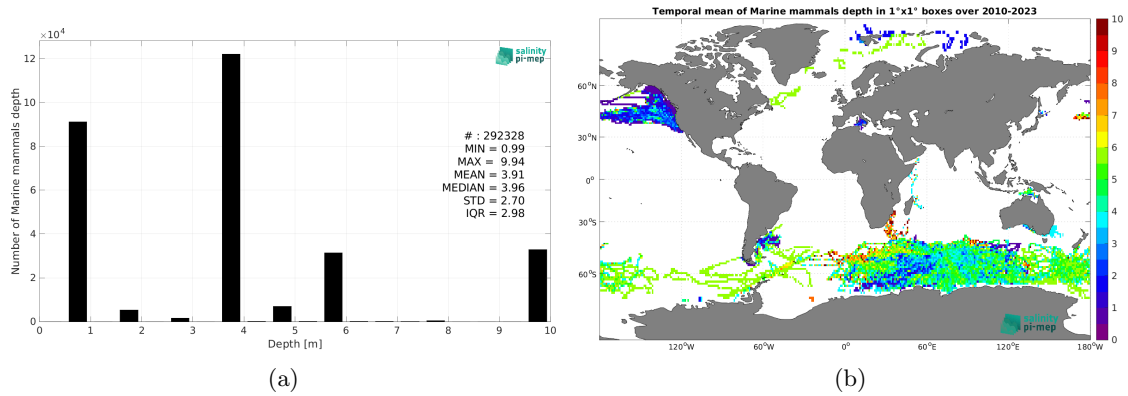 ×10⁴
12
10
8
6
4
2
0
0 1 2 3 4 5 6 7 8 9 10
Number of Marine mammals depth
Depth [m]
salinity
pi-mep
# : 292328
MIN = 0.99
MAX = 9.94
MEAN = 3.91
MEDIAN = 3.96
STD = 2.70
IQR = 2.98
(a)
Temporal mean of Marine mammals depth in 1°x1° boxes over 2010-2023
60°N
30°N
0°
30°S
60°S
120°W 60°W 0° 60°E 120°E 180°W
salinity
pi-mep
10
9
8
7
6
5
4
3
2
1
0
(b)